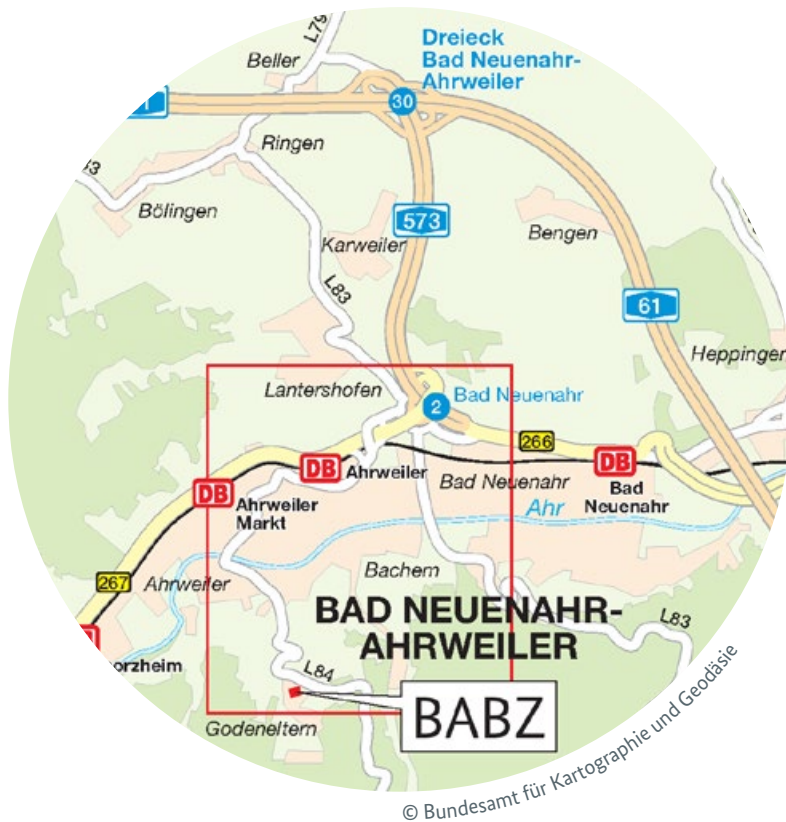 L79
Beller
Dreieck
Bad Neuenahr-
Ahrweiler
30
Ringen
Bölingen
573
Karweiler
Bengen
L83
61
Heppingen
Lantershofen
2
Bad Neuenahr
266
DB
Ahrweiler
DB
Bad Neuenahr
DB
Bad
Neuenahr
Ahrweiler
Markt
Ahr
267
Ahrweiler
Bachem
BAD NEUENAHR-
AHRWEILER
L83
orzheim
L84
BABZ
Godeneltern
© Bundesamt für Kartographie und Geodäsie